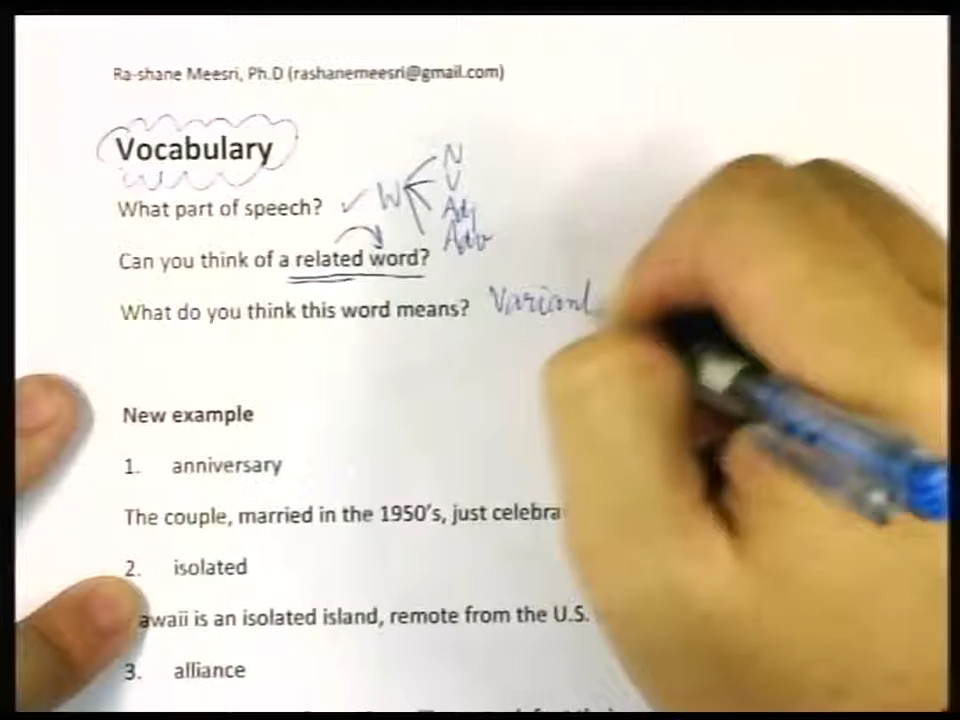 Ra-shane Meesri, Ph.D (rashanemeesri@gmail.com)
Vocabulary
What part of speech? ✓ W N
V
Adj
Adv
Can you think of a related word?
What do you think this word means? Variant
New example
1. anniversary
The couple, married in the 1950's, just celebra
2. isolated
awaii is an isolated island, remote from the U.S.
3. alliance